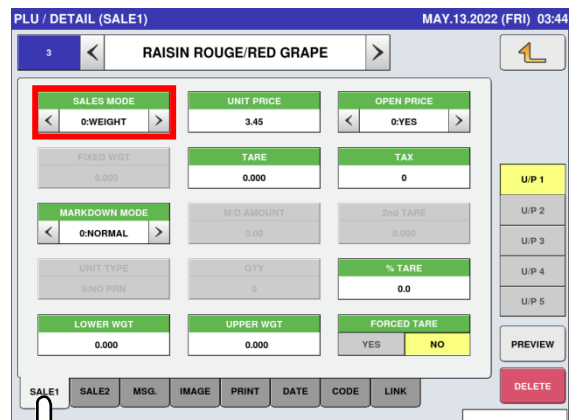 PLU / DETAIL (SALE1) MAY.13.2022 (FRI) 03:44
3 < RAISIN ROUGE/RED GRAPE >
SALES MODE UNIT PRICE OPEN PRICE
< 0:WEIGHT > 3.45 < 0:YES >
FIXED WGT TARE TAX
0.000 0.000 0
U/P 1
MARKDOWN MODE M/D AMOUNT 2nd TARE
U/P 2
< 0:NORMAL > 0.00 0.000
U/P 3
UNIT TYPE QTY % TARE
U/P 4
0:NO PRN 0 0.0
U/P 5
LOWER WGT UPPER WGT FORCED TARE
0.000 0.000 YES NO
PREVIEW
SALE1 SALE2 MSG. IMAGE PRINT DATE CODE LINK
DELETE